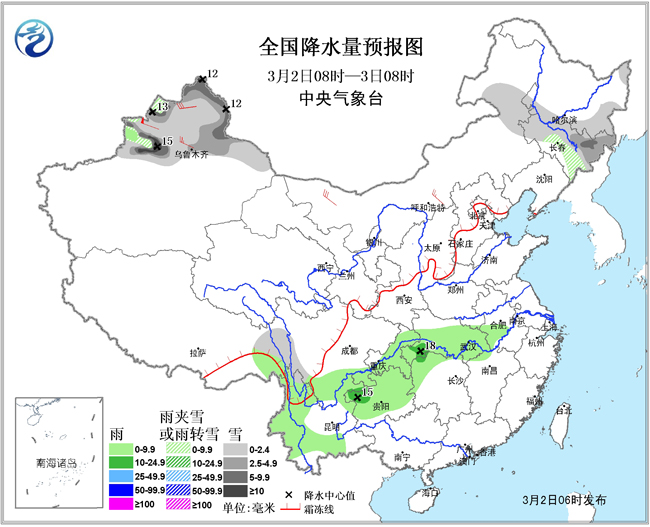 全国降水量预报图
3月2日08时—3日08时
中央气象台
12
13
12
15
乌鲁木齐
哈尔滨
长春
沈阳
呼和浩特
北京
天津
银川
太原
石家庄
西宁
兰州
济南
郑州
西安
拉萨
成都
重庆
18
武汉
合肥
南京
上海
杭州
南昌
长沙
15
贵阳
昆明
福州
台北
南宁
广州
香港
澳门
海口
南海诸岛
雨
雨夹雪
或雨转雪
雪
0-9.9
0-9.9
0-2.4
10-24.9
10-24.9
2.5-4.9
25-49.9
25-49.9
5-9.9
50-99.9
50-99.9
≥10
≥100
≥100
单位:毫米
降水中心值
霜冻线
3月2日06时发布